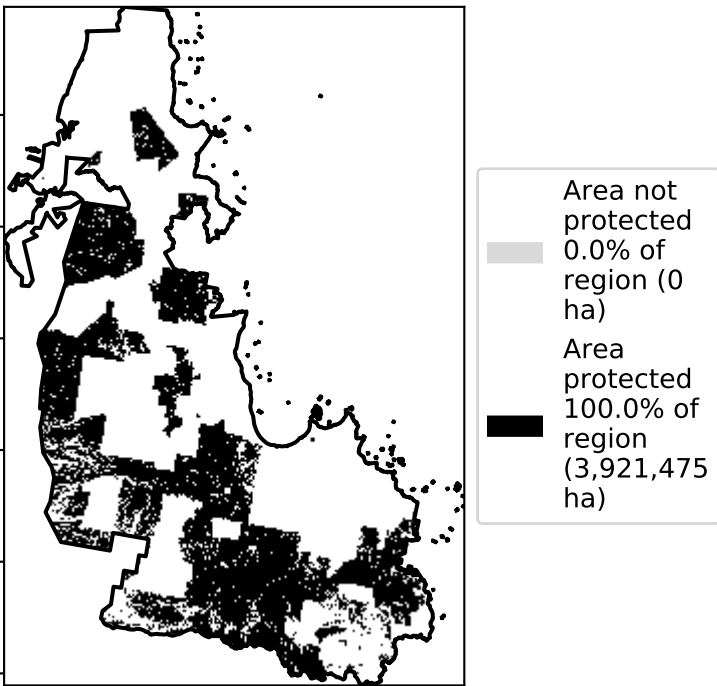 Area not
protected
0.0% of
region (0
ha)
Area
protected
100.0% of
region
(3,921,475
ha)